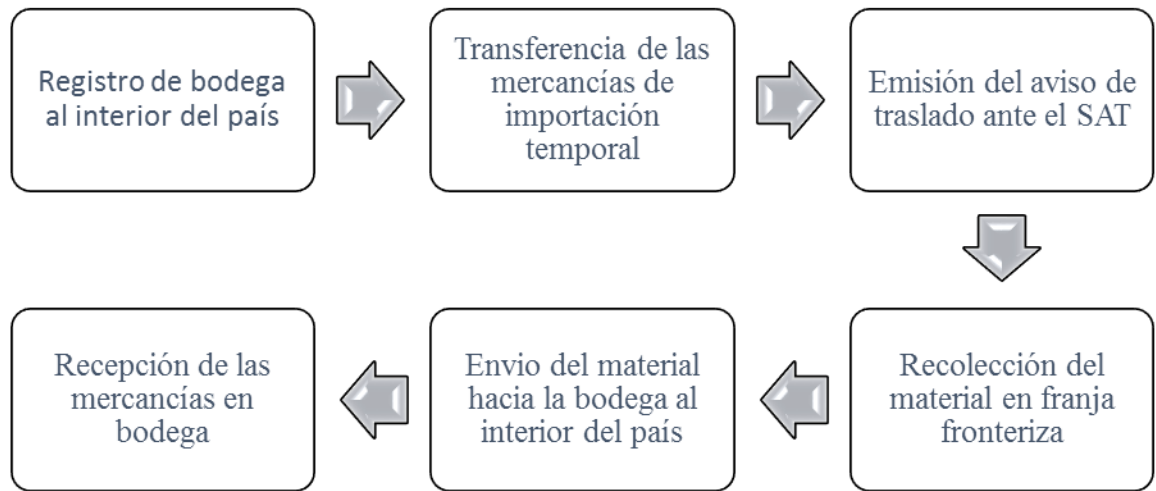 Registro de bodega
al interior del país
Transferencia de las
mercancías de
importación
temporal
Emisión del aviso de
traslado ante el SAT
Recolección del
material en franja
fronteriza
Envio del material
hacia la bodega al
interior del país
Recepción de las
mercancías en
bodega